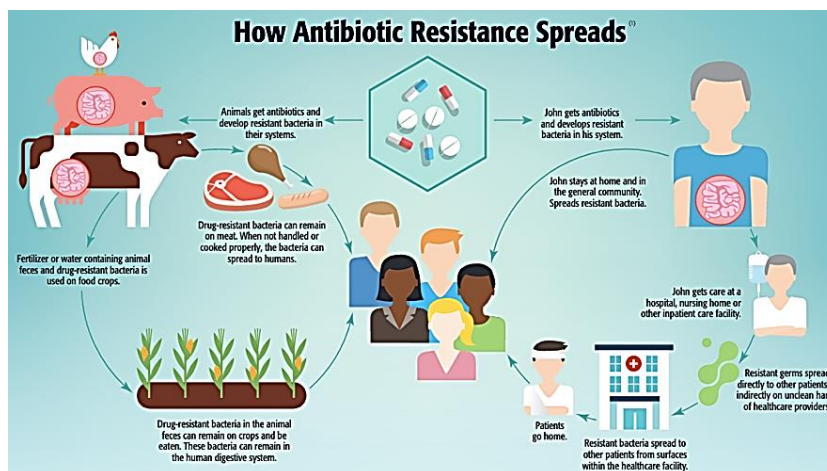 How Antibiotic Resistance Spreads(1)
Animals get antibiotics and
develop resistant bacteria in
their systems.
John gets antibiotics
and develops resistant
bacteria in his system.
John stays at home and in
the general community.
Spreads resistant bacteria.
Drug-resistant bacteria can remain
on meat. When not handled or
cooked properly, the bacteria can
spread to humans.
Fertilizer or water containing animal
feces and drug-resistant bacteria is
used on food crops.
John gets care at a
hospital, nursing home or
other inpatient care facility.
Resistant germs spread
directly to other patients
indirectly on unclean han
of healthcare providers
Patients
go home.
Resistant bacteria spread to
other patients from surfaces
within the healthcare facility.
Drug-resistant bacteria in the animal
feces can remain on crops and be
eaten. These bacteria can remain in
the human digestive system.